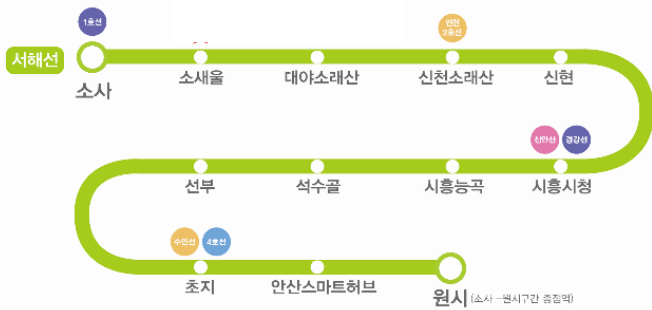 1호선
인천
2호선
서해선
소사
소새울
대야소래산
신천소래산
신현
신안산
경강선
선부
석수골
시흥능곡
시흥시청
수인선
4호선
초지
안산스마트허브
원시 (소사 -원시구간 종점역)